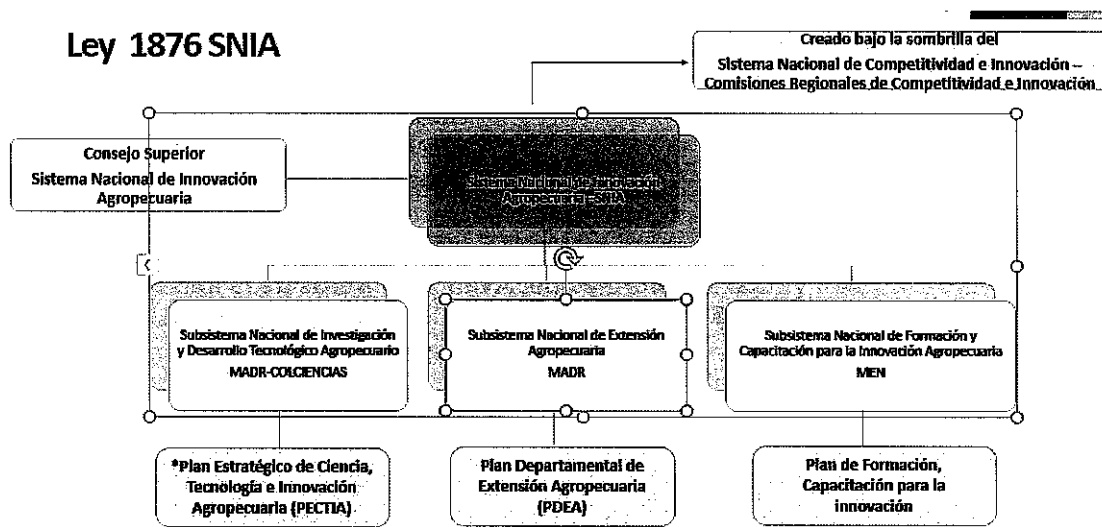 Ley 1876 SNIA
Creado bajo la sombrilla del
Sistema Nacional de Competitividad e Innovación –
Comisiones Regionales de Competitividad e Innovación
Consejo Superior
Sistema Nacional de Innovación
Agropecuaria
Sistema Nacional de Innovación
Agropecuaria -SNIA
Subsistema Nacional de Investigación
y Desarrollo Tecnológico Agropecuario
MADR-COLCIENCIAS
Subsistema Nacional de Extensión
Agropecuaria
MADR
Subsistema Nacional de Formación y
Capacitación para la Innovación Agropecuaria
MEN
*Plan Estratégico de Ciencia,
Tecnología e Innovación
Agropecuaria (PECTIA)
Plan Departamental de
Extensión Agropecuaria
(PDEA)
Plan de Formación,
Capacitación para la
innovación